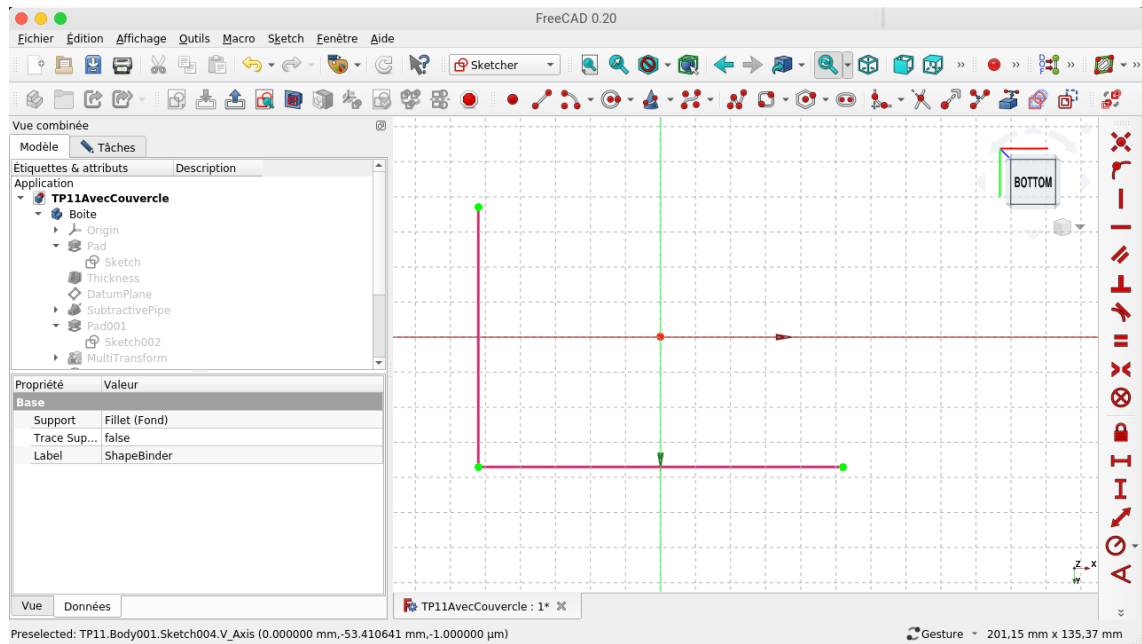 FreeCAD 0.20
Fichier Édition Affichage Outils Macro Sketch Fenêtre Aide
Sketcher
Vue combinée
Modèle Tâches
Étiquettes & attributs Description
Application
TP11AvecCouvercle
Boite
Origin
Pad
Sketch
Thickness
DatumPlane
SubtractivePipe
Pad001
Sketch002
MultiTransform
Propriété Valeur
Base
Support Fillet (Fond)
Trace Sup... false
Label ShapeBinder
Vue Données
BOTTOM
Z X
Y
TP11AvecCouvercle : 1*
Preselected: TP11.Body001.Sketch004.V_Axis (0.000000 mm,-53.410641 mm,-1.000000 µm) Gesture 201,15 mm x 135,37 mm